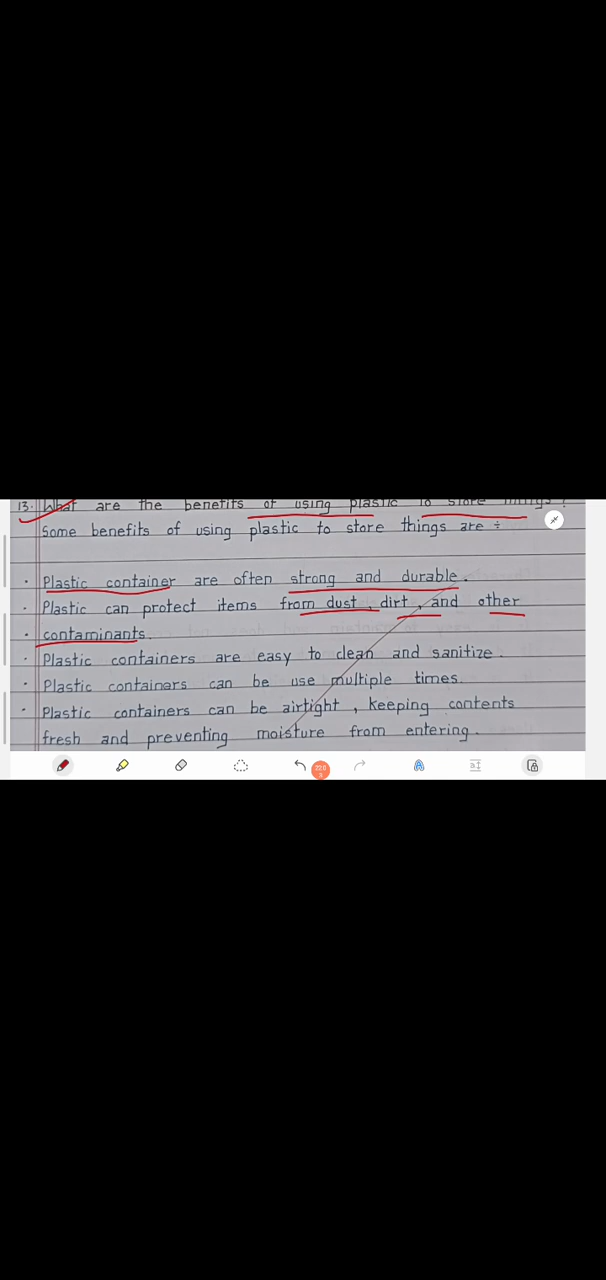 13. What are the benefits of using plastic to store things ?
Some benefits of using plastic to store things are ÷
• Plastic container are often strong and durable.
• Plastic can protect items from dust, dirt, and other
• contaminants.
• Plastic containers are easy to clean and sanitize.
• Plastic containars can be use multiple times.
• Plastic containers can be airtight, keeping contents
fresh and preventing moisture from entering.